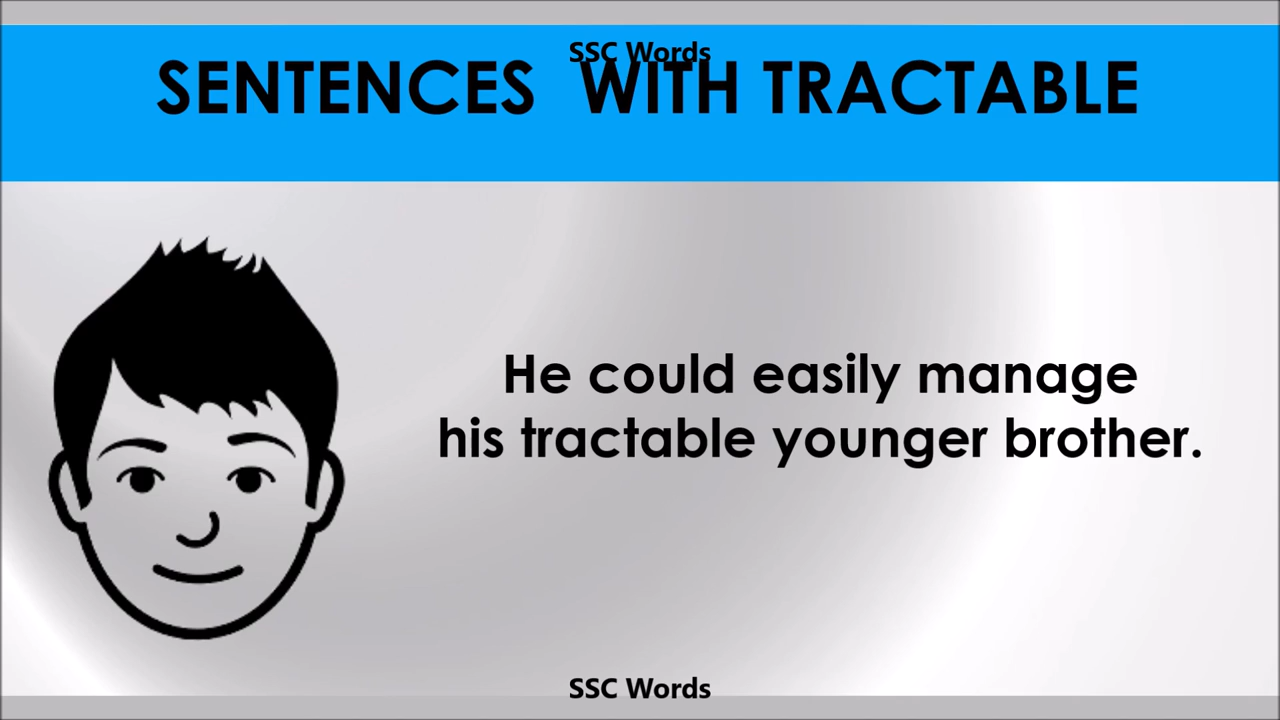 SSC Words
SENTENCES WITH TRACTABLE
He could easily manage
his tractable younger brother.
SSC Words